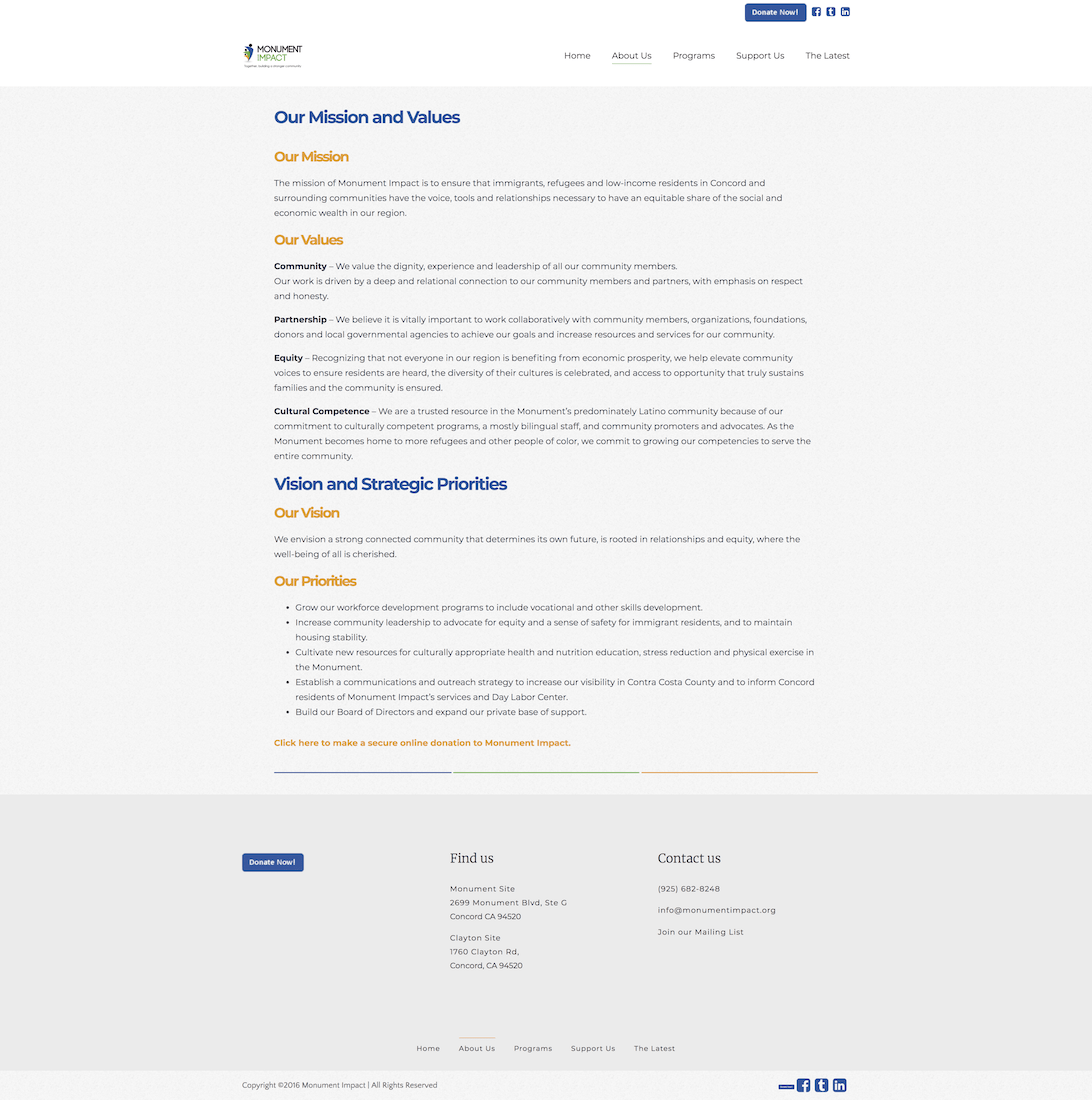 Donate Now!
MONUMENT
IMPACT
Together, building a stronger community
Home About Us Programs Support Us The Latest
Our Mission and Values
Our Mission
The mission of Monument Impact is to ensure that immigrants, refugees and low-income residents in Concord and
surrounding communities have the voice, tools and relationships necessary to have an equitable share of the social and
economic wealth in our region.
Our Values
Community – We value the dignity, experience and leadership of all our community members.
Our work is driven by a deep and relational connection to our community members and partners, with emphasis on respect
and honesty.
Partnership – We believe it is vitally important to work collaboratively with community members, organizations, foundations,
donors and local governmental agencies to achieve our goals and increase resources and services for our community.
Equity – Recognizing that not everyone in our region is benefiting from economic prosperity, we help elevate community
voices to ensure residents are heard, the diversity of their cultures is celebrated, and access to opportunity that truly sustains
families and the community is ensured.
Cultural Competence – We are a trusted resource in the Monument's predominately Latino community because of our
commitment to culturally competent programs, a mostly bilingual staff, and community promoters and advocates. As the
Monument becomes home to more refugees and other people of color, we commit to growing our competencies to serve the
entire community.
Vision and Strategic Priorities
Our Vision
We envision a strong connected community that determines its own future, is rooted in relationships and equity, where the
well-being of all is cherished.
Our Priorities
• Grow our workforce development programs to include vocational and other skills development.
• Increase community leadership to advocate for equity and a sense of safety for immigrant residents, and to maintain
housing stability.
• Cultivate new resources for culturally appropriate health and nutrition education, stress reduction and physical exercise in
the Monument.
• Establish a communications and outreach strategy to increase our visibility in Contra Costa County and to inform Concord
residents of Monument Impact's services and Day Labor Center.
• Build our Board of Directors and expand our private base of support.
Click here to make a secure online donation to Monument Impact.
Donate Now!
Find us
Monument Site
2699 Monument Blvd, Ste G
Concord CA 94520
Clayton Site
1760 Clayton Rd,
Concord, CA 94520
Contact us
(925) 682-8248
info@monumentimpact.org
Join our Mailing List
Home About Us Programs Support Us The Latest
Copyright ©2016 Monument Impact | All Rights Reserved